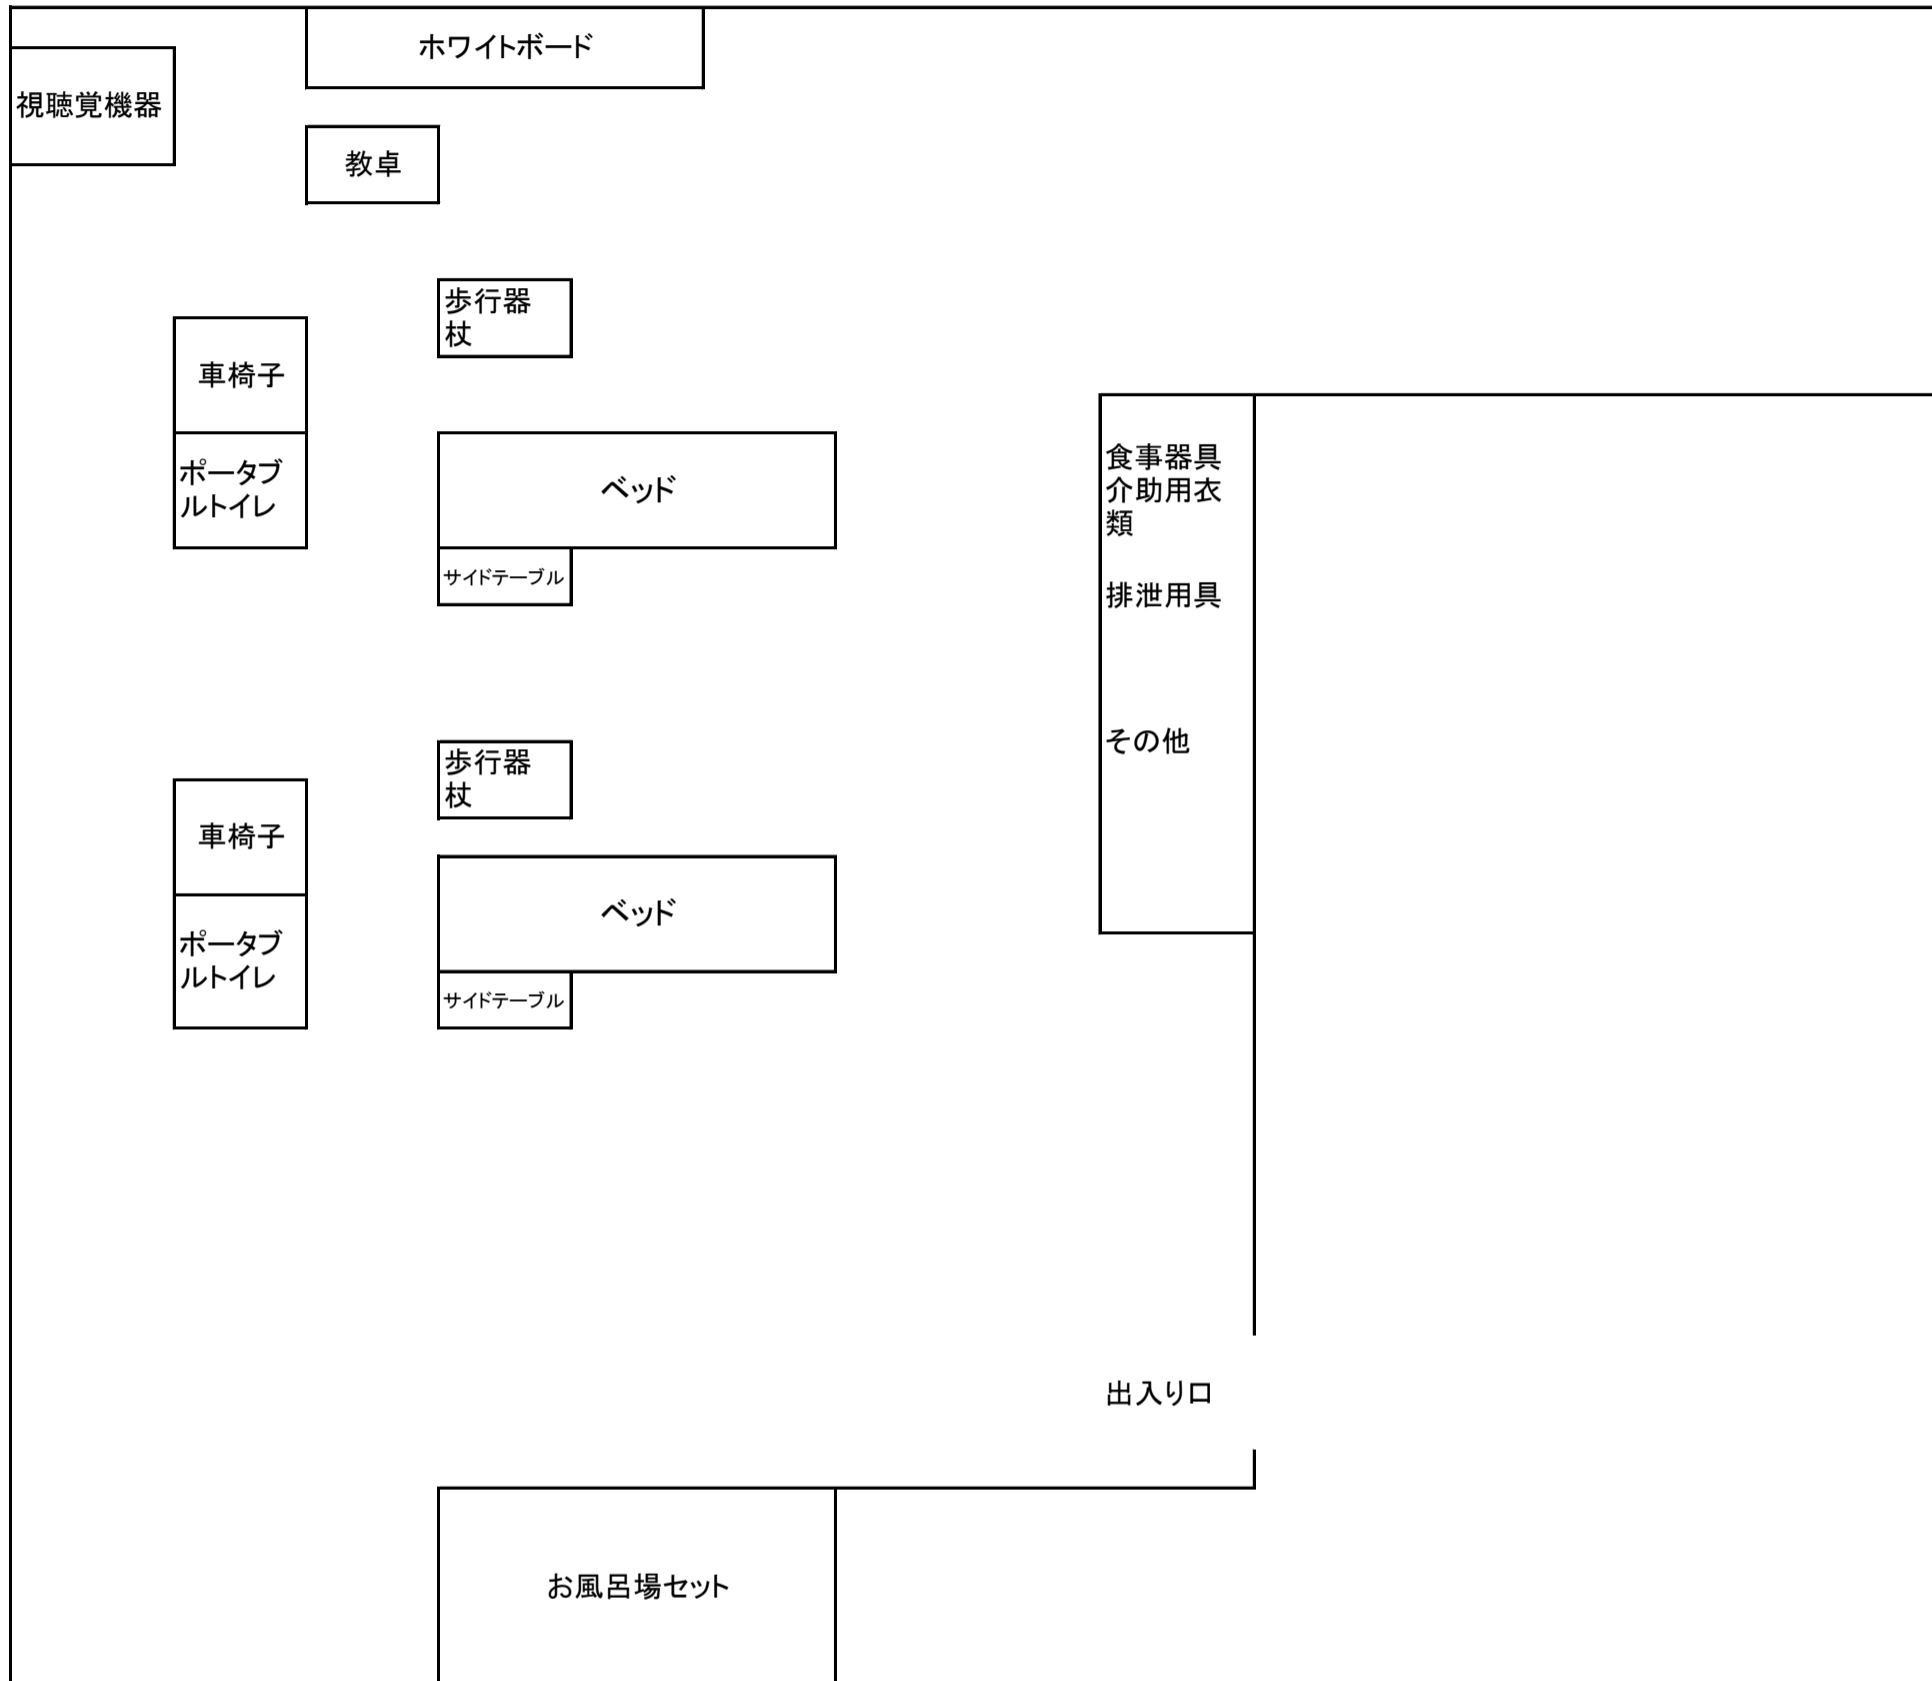 ホワイトボード
視聴覚機器
教卓
歩行器
杖
車椅子
ポータブ
ルトイレ
ベッド
サイドテーブル
食事器具
介助用衣
類
排泄用具
その他
歩行器
杖
車椅子
ポータブ
ルトイレ
ベッド
サイドテーブル
出入り口
お風呂場セット